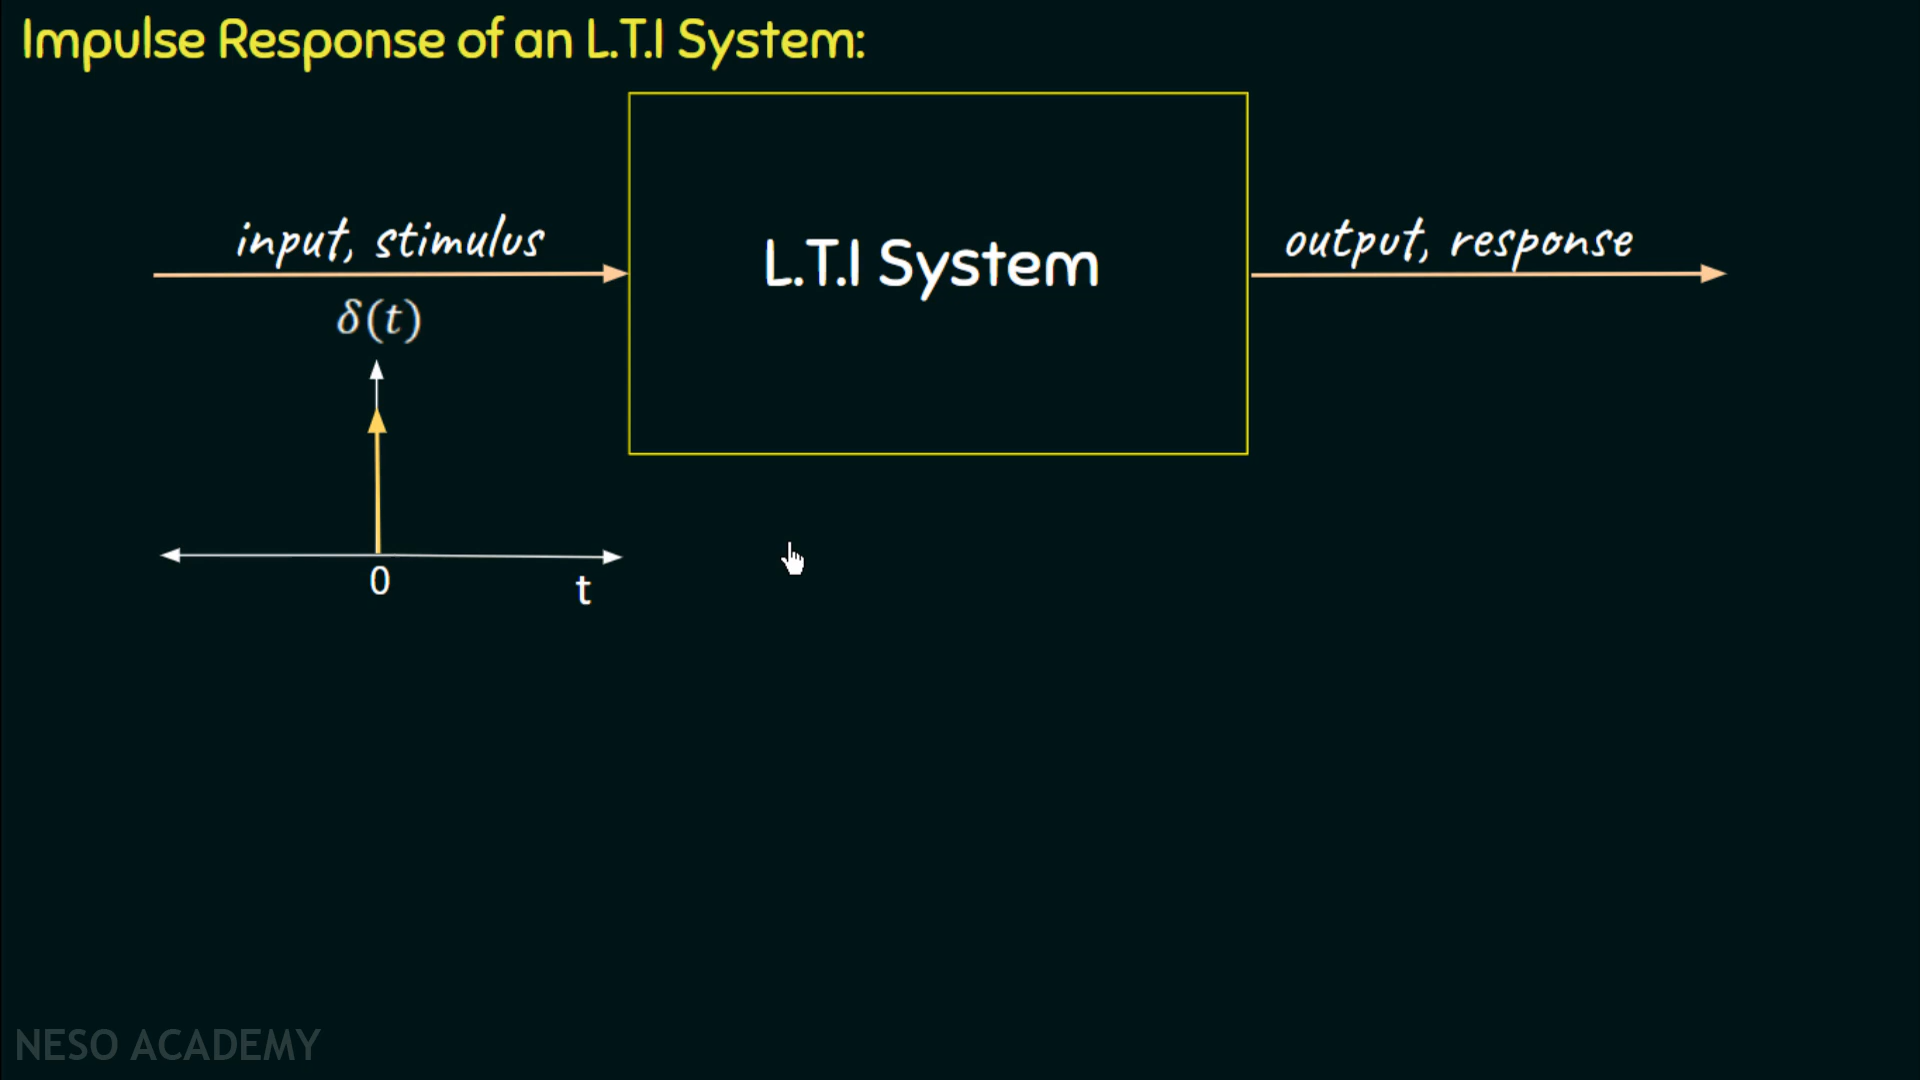 Impulse Response of an L.T.I System:
input, stimulus
L.T.I System
output, response
δ(t)
0
t
NESO ACADEMY